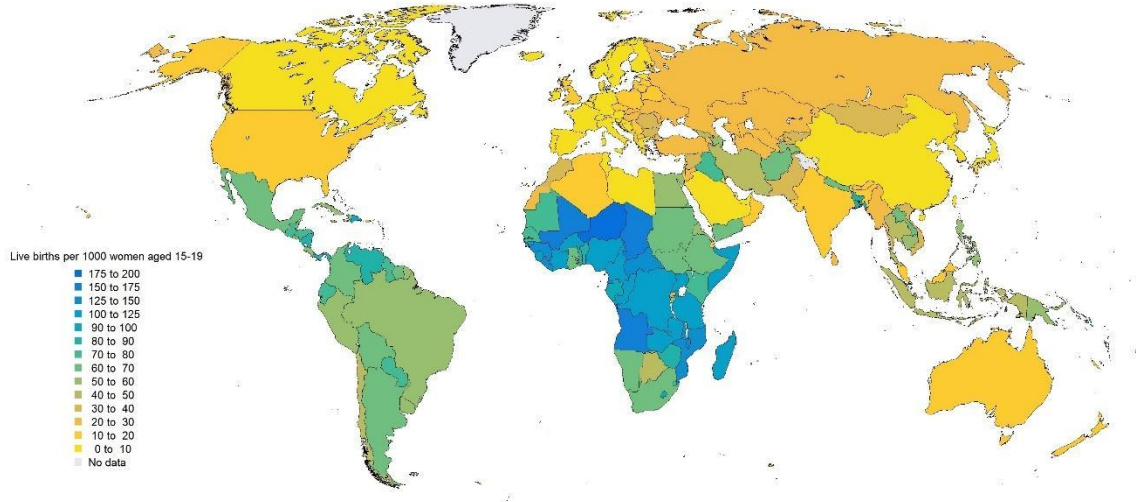 Live births per 1000 women aged 15-19
175 to 200
150 to 175
125 to 150
100 to 125
90 to 100
80 to 90
70 to 80
60 to 70
50 to 60
40 to 50
30 to 40
20 to 30
10 to 20
0 to 10
No data